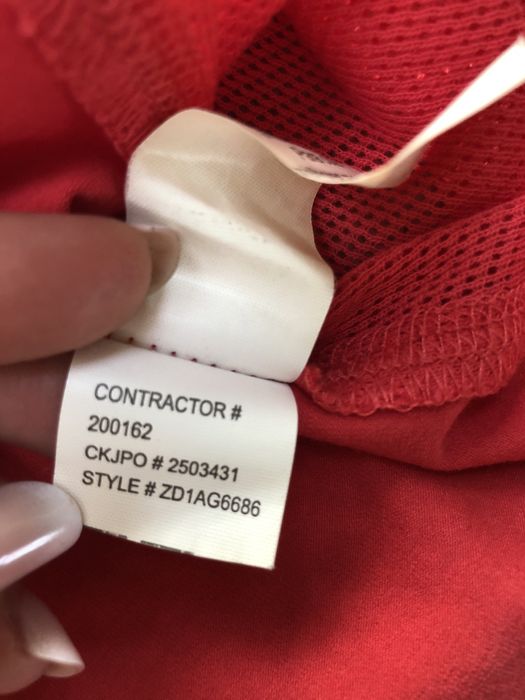 CONTRACTOR #
200162
CKJPO # 2503431
STYLE # ZD1AG6686